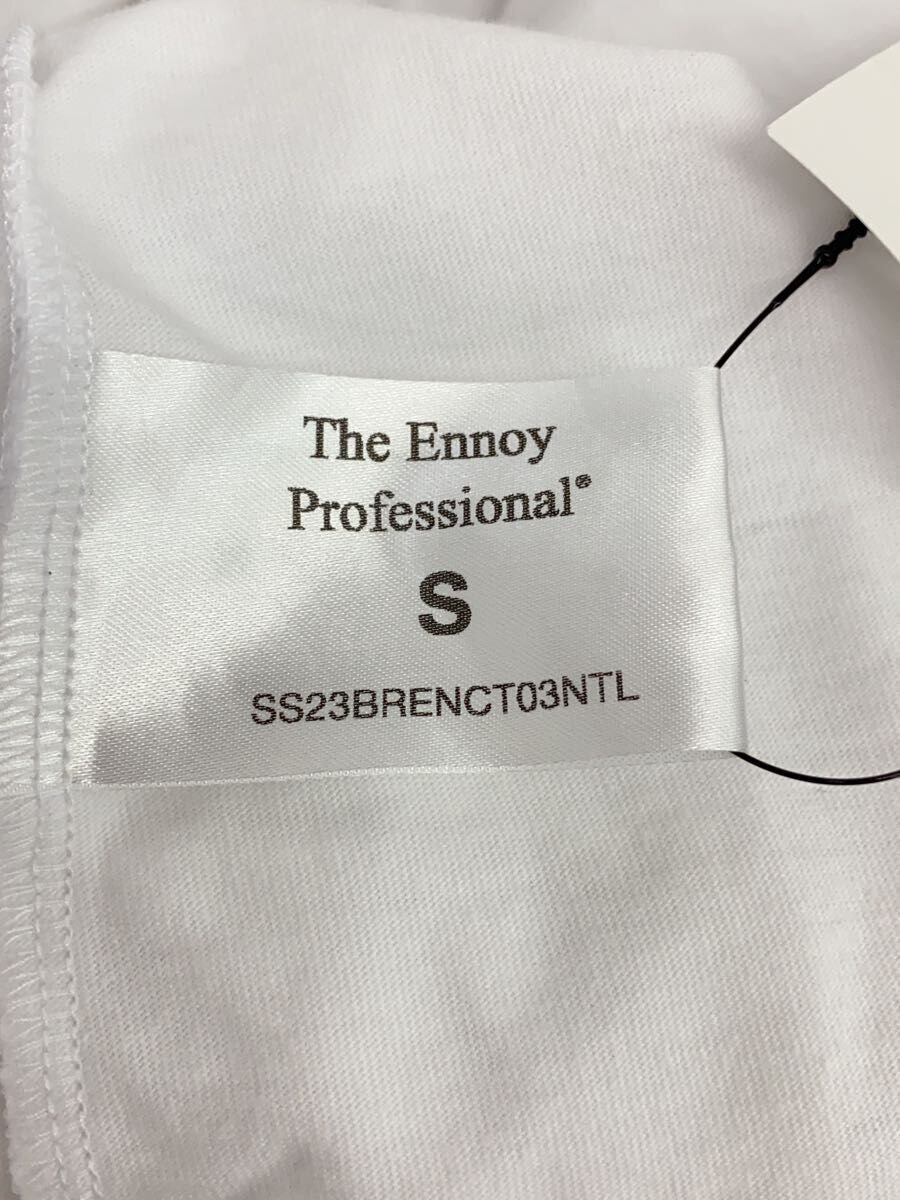 The Ennoy
Professional®
S
SS23BRENCT03NTL